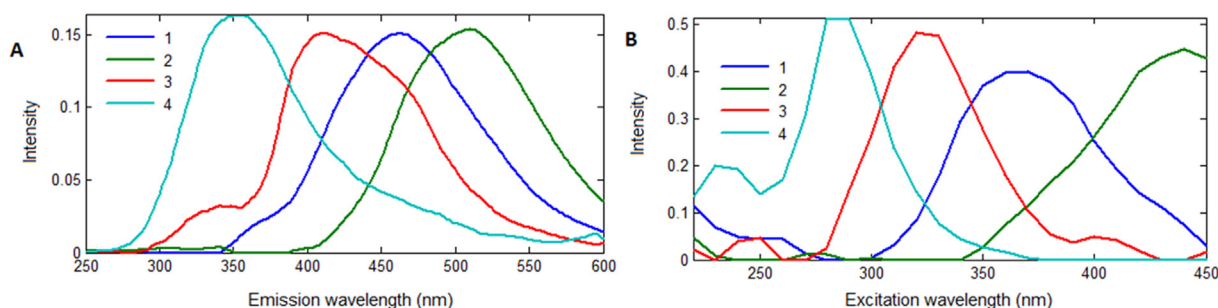 A
Intensity
0.15
0.1
0.05
0
1
2
3
4
250 300 350 400 450 500 550 600
Emission wavelength (nm)
B
Intensity
0.5
0.4
0.3
0.2
0.1
0
1
2
3
4
250 300 350 400 450
Excitation wavelength (nm)